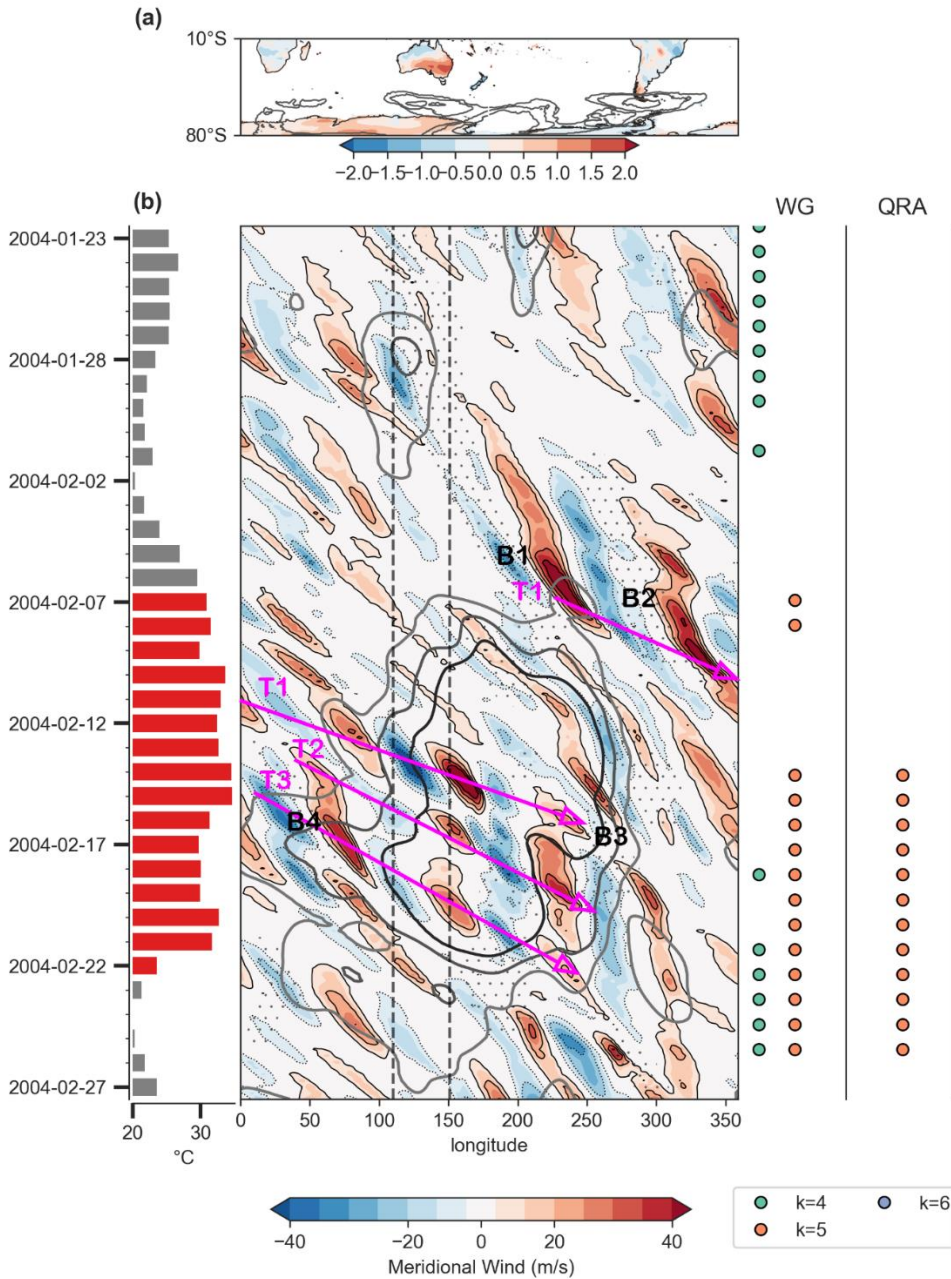 (a)
10°S
80°S
−2.0−1.5−1.0−0.5 0.0 0.5 1.0 1.5 2.0
(b)
WG QRA
2004-01-23
2004-01-28
2004-02-02
B1
T1
B2
2004-02-07
T1
2004-02-12
T2
T3
B4
B3
2004-02-17
2004-02-22
2004-02-27
20 30
°C
0 50 100 150 200 250 300 350
longitude
−40 −20 0 20 40
Meridional Wind (m/s)
k=4 k=6
k=5